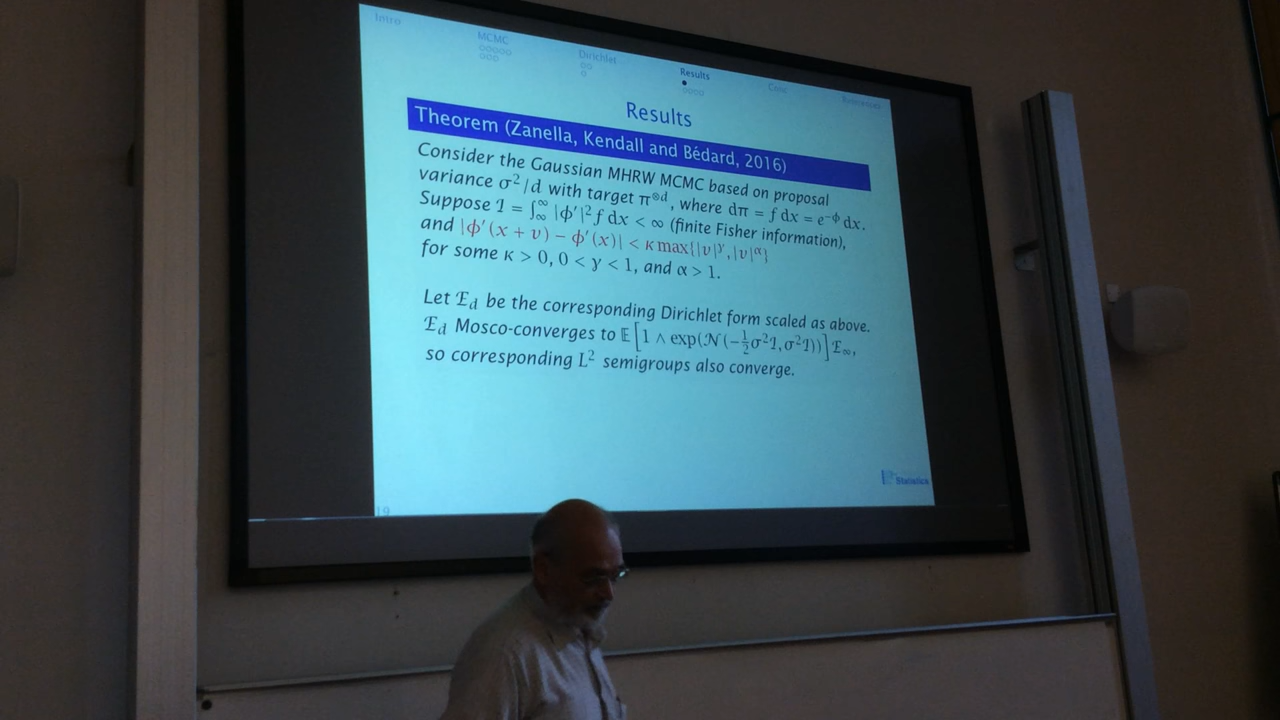 Intro
MCMC
Dirichlet
Results
Conc
References
Results
Theorem (Zanella, Kendall and Bédard, 2016)
Consider the Gaussian MHRW MCMC based on proposal
variance σ²/d with target π^{⊗d}, where dπ = f dx = e^{-ϕ} dx.
Suppose ℐ = ∫_∞^∞ |ϕ′|² f dx < ∞ (finite Fisher information),
and |ϕ′(x + v) − ϕ′(x)| < κ max{|v|^γ, |v|^α}
for some κ > 0, 0 < γ < 1, and α > 1.
Let ℰ_d be the corresponding Dirichlet form scaled as above.
ℰ_d Mosco-converges to 𝔼[1 ∧ exp(𝒩(−½σ²ℐ, σ²ℐ))]ℰ_∞,
so corresponding L² semigroups also converge.
Statslick
19